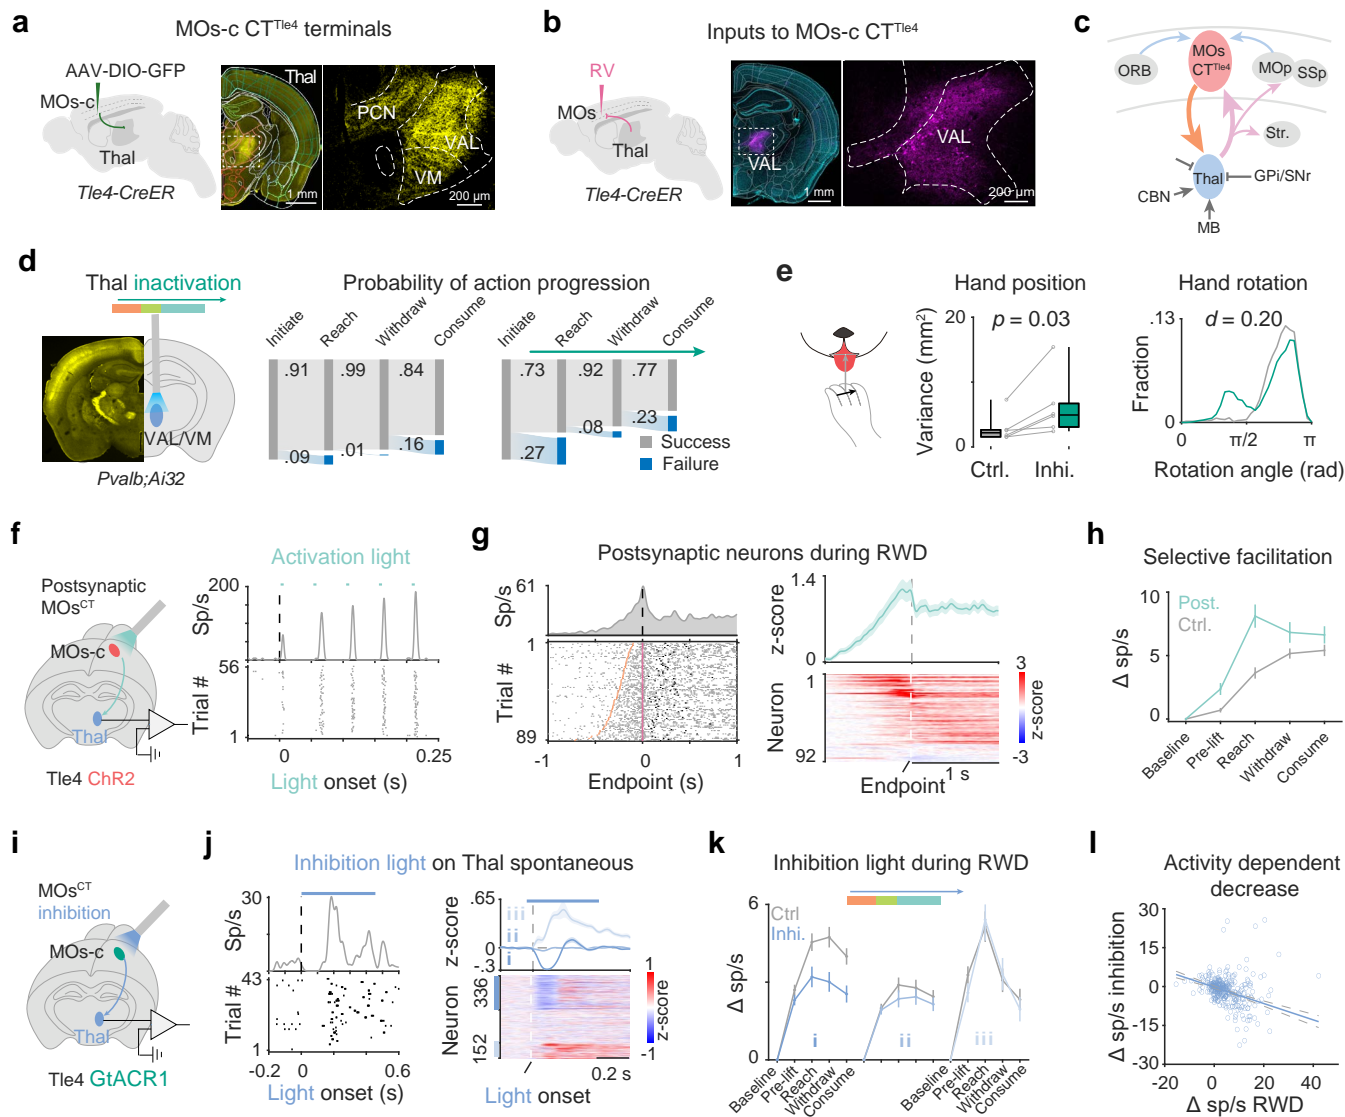 a
MOs-c CT^Tle4 terminals
AAV-DIO-GFP
MOs-c
Thal
Tle4-CreER
Thal
1 mm
PCN
VAL
VM
200 µm
b
Inputs to MOs-c CT^Tle4
RV
MOs
Thal
Tle4-CreER
VAL
1 mm
VAL
200 µm
c
ORB
MOs
CT^Tle4
MOp
SSp
Str.
Thal
GPi/SNr
CBN
MB
d
Thal inactivation
VAL/VM
Pvalb;Ai32
Probability of action progression
Initiate
Reach
Withdraw
Consume
.91
.99
.84
.09
.01
.16
Initiate
Reach
Withdraw
Consume
.73
.92
.77
.27
.08
.23
Success
Failure
e
Hand position
Variance (mm²)
20
0
p = 0.03
Ctrl.
Inhi.
Hand rotation
.13
d = 0.20
Fraction
0
π/2
π
Rotation angle (rad)
f
Postsynaptic
MOs^CT
MOs-c
Thal
Tle4 ChR2
Activation light
200
Sp/s
56
Trial #
1
0
0.25
Light onset (s)
g
Postsynaptic neurons during RWD
61
Sp/s
1
1
Trial #
89
-1
0
1
Endpoint (s)
1.4
z-score
0
1
Neuron
92
3
z-score
-3
1 s
Endpoint
h
Selective facilitation
10
5
0
Δ sp/s
Post.
Ctrl.
Baseline
Pre-lift
Reach
Withdraw
Consume
i
MOs^CT
inhibition
MOs-c
Thal
Tle4 GtACR1
j
Inhibition light on Thal spontaneous
30
Sp/s
0
43
Trial #
1
-0.2
0
0.6
Light onset (s)
.65
z-score
0
-.3
iii
ii
i
Neuron
336
152
1
z-score
-1
0.2 s
Light onset
k
Inhibition light during RWD
6
Δ sp/s
0
Ctrl
Inhi.
i
ii
iii
Baseline
Pre-lift
Reach
Withdraw
Consume
Baseline
Pre-lift
Reach
Withdraw
Consume
l
Activity dependent
decrease
30
15
0
-15
-30
Δ sp/s inhibition
-20
0
20
40
Δ sp/s RWD